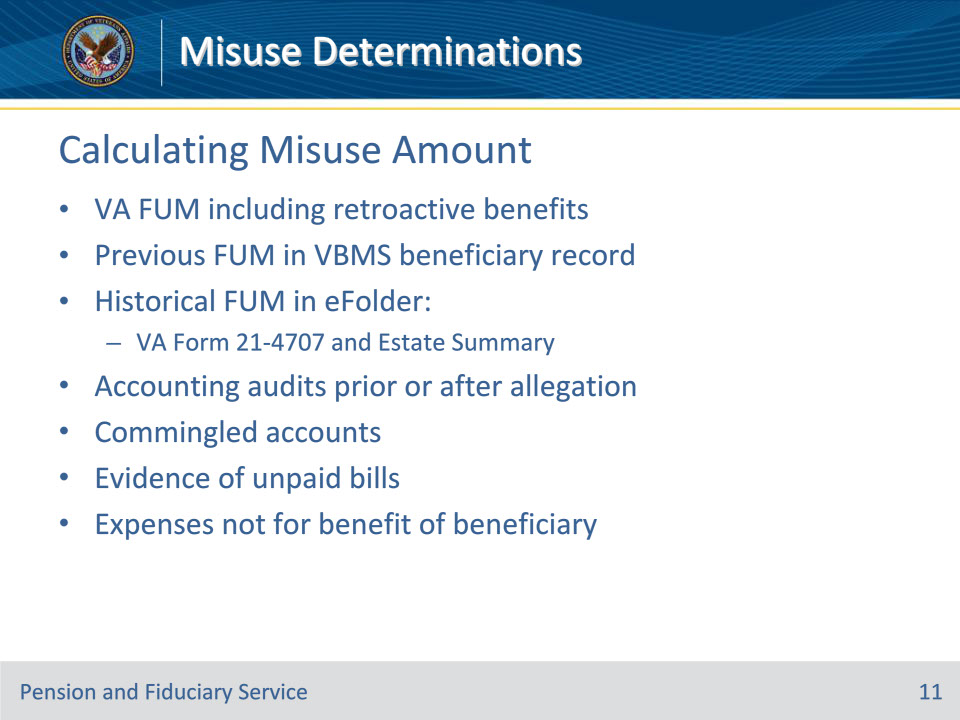 Misuse Determinations
Calculating Misuse Amount
• VA FUM including retroactive benefits
• Previous FUM in VBMS beneficiary record
• Historical FUM in eFolder:
– VA Form 21-4707 and Estate Summary
• Accounting audits prior or after allegation
• Commingled accounts
• Evidence of unpaid bills
• Expenses not for benefit of beneficiary
Pension and Fiduciary Service
11